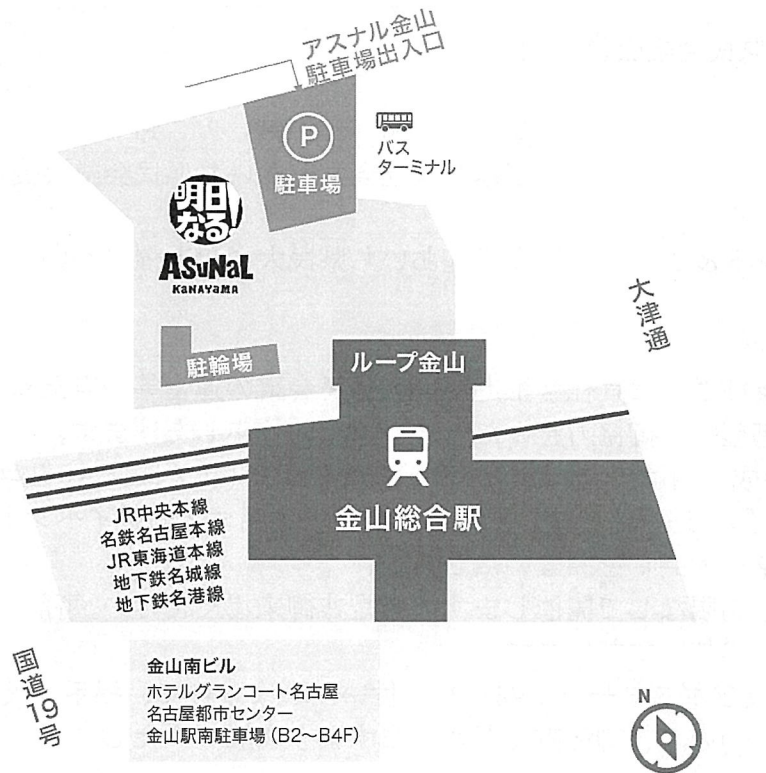 アスナル金山
駐車場出入口
P
駐車場
バス
ターミナル
明日
なる!
ASUNAL
KANAYAMA
大津通
駐輪場
ループ金山
金山総合駅
JR中央本線
名鉄名古屋本線
JR東海道本線
地下鉄名城線
地下鉄名港線
国道19号
金山南ビル
ホテルグランコート名古屋
名古屋都市センター
金山駅南駐車場 (B2〜B4F)
N